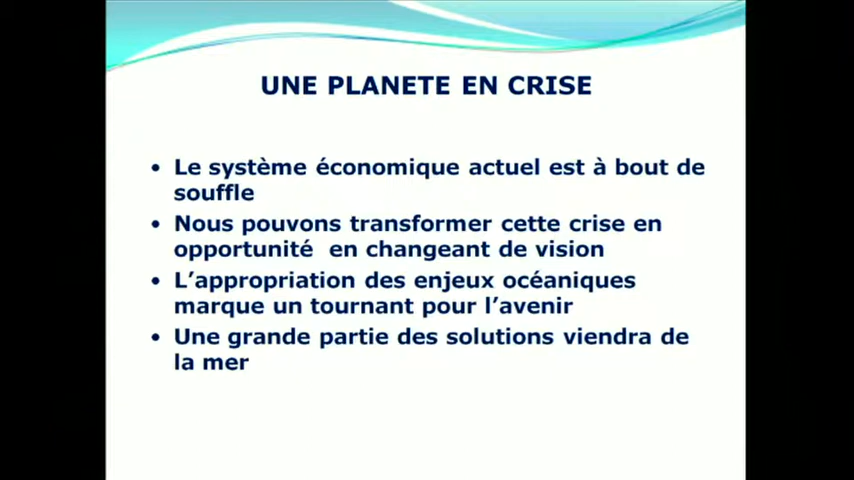 UNE PLANETE EN CRISE
• Le système économique actuel est à bout de
souffle
• Nous pouvons transformer cette crise en
opportunité  en changeant de vision
• L’appropriation des enjeux océaniques
marque un tournant pour l’avenir
• Une grande partie des solutions viendra de
la mer